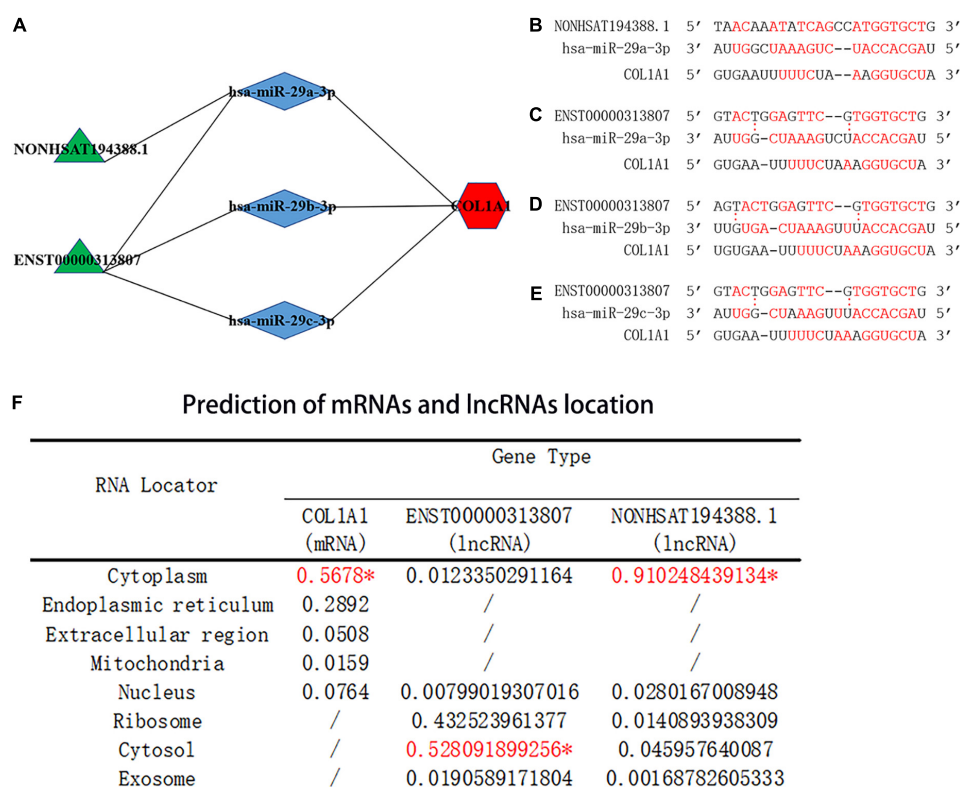 A
hsa-miR-29a-3p
NONHSAT194388.1
hsa-miR-29b-3p
COL1A1
ENST00000313807
hsa-miR-29c-3p
B
NONHSAT194388.1 5′ TAACAAATATCAGCCATGGTGCTG 3′
hsa-miR-29a-3p 3′ AUUGGCUAAAGUC--UACCACGAU 5′
COL1A1 5′ GUGAAUUUUUCUA--AAGGUGCUA 3′
C
ENST00000313807 5′ GTACTGGAGTTC--GTGGTGCTG 3′
hsa-miR-29a-3p 3′ AUUGG-CUAAAGUCUACCACGAU 5′
COL1A1 5′ GUGAA-UUUUUCUAAAGGUGCUA 3′
D
ENST00000313807 5′ AGTACTGGAGTTC--GTGGTGCTG 3′
hsa-miR-29b-3p 3′ UUGUGA-CUAAAGUUUACCACGAU 5′
COL1A1 5′ UGUGAA-UUUUUCUAAAGGUGCUA 3′
E
ENST00000313807 5′ GTACTGGAGTTC--GTGGTGCTG 3′
hsa-miR-29c-3p 3′ AUUGG-CUAAAGUUUACCACGAU 5′
COL1A1 5′ GUGAA-UUUUUCUAAAGGUGCUA 3′
F
Prediction of mRNAs and lncRNAs location
RNA Locator
Gene Type
COL1A1 ENST00000313807 NONHSAT194388.1
(mRNA) (lncRNA) (lncRNA)
Cytoplasm 0.5678* 0.0123350291164 0.910248439134*
Endoplasmic reticulum 0.2892 / /
Extracellular region 0.0508 / /
Mitochondria 0.0159 / /
Nucleus 0.0764 0.00799019307016 0.0280167008948
Ribosome / 0.432523961377 0.0140893938309
Cytosol / 0.528091899256* 0.045957640087
Exosome / 0.0190589171804 0.00168782605333